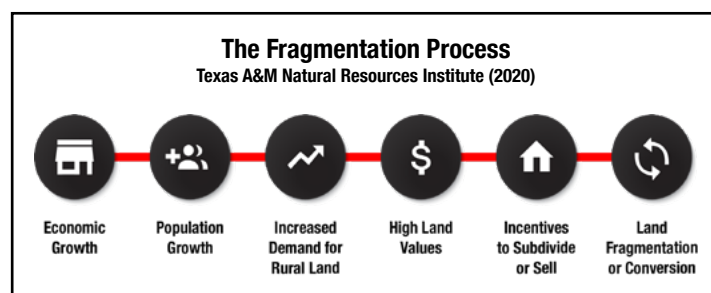 The Fragmentation Process
Texas A&M Natural Resources Institute (2020)
$
Economic
Growth
Population
Growth
Increased
Demand for
Rural Land
High Land
Values
Incentives
to Subdivide
or Sell
Land
Fragmentation
or Conversion